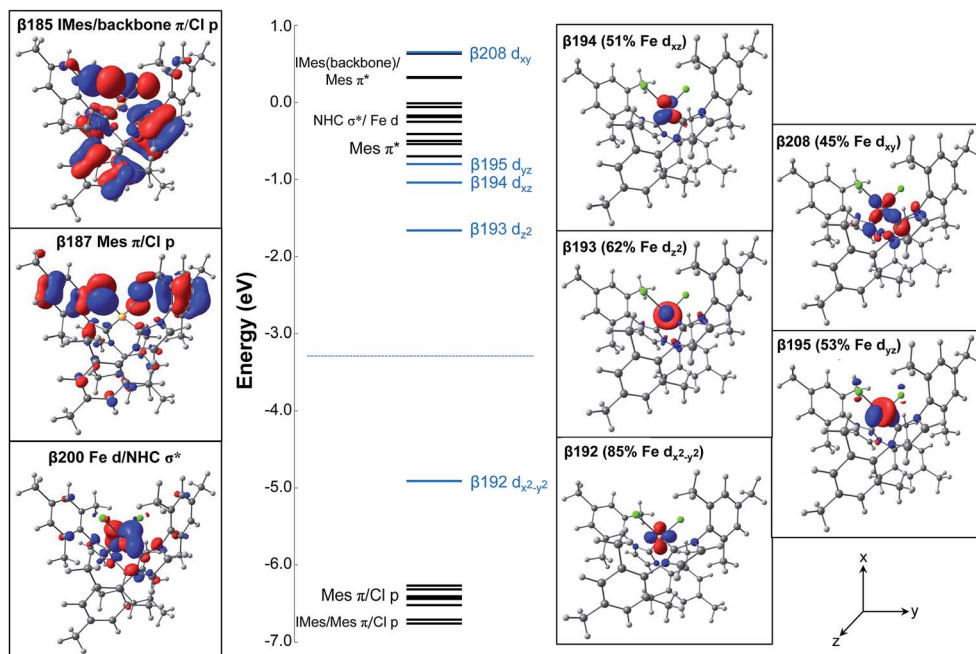 β185 IMes/backbone π/Cl p
β187 Mes π/Cl p
β200 Fe d/NHC σ*
Energy (eV)
1.0
0.0
-1.0
-2.0
-3.0
-4.0
-5.0
-6.0
-7.0
IMes(backbone)/
Mes π*
NHC σ*/ Fe d
Mes π*
Mes π/Cl p
IMes/Mes π/Cl p
β208 dxy
β195 dyz
β194 dxz
β193 dz2
β192 dx2-y2
β194 (51% Fe dxz)
β193 (62% Fe dz2)
β192 (85% Fe dx2-y2)
β208 (45% Fe dxy)
β195 (53% Fe dyz)
x
y
z